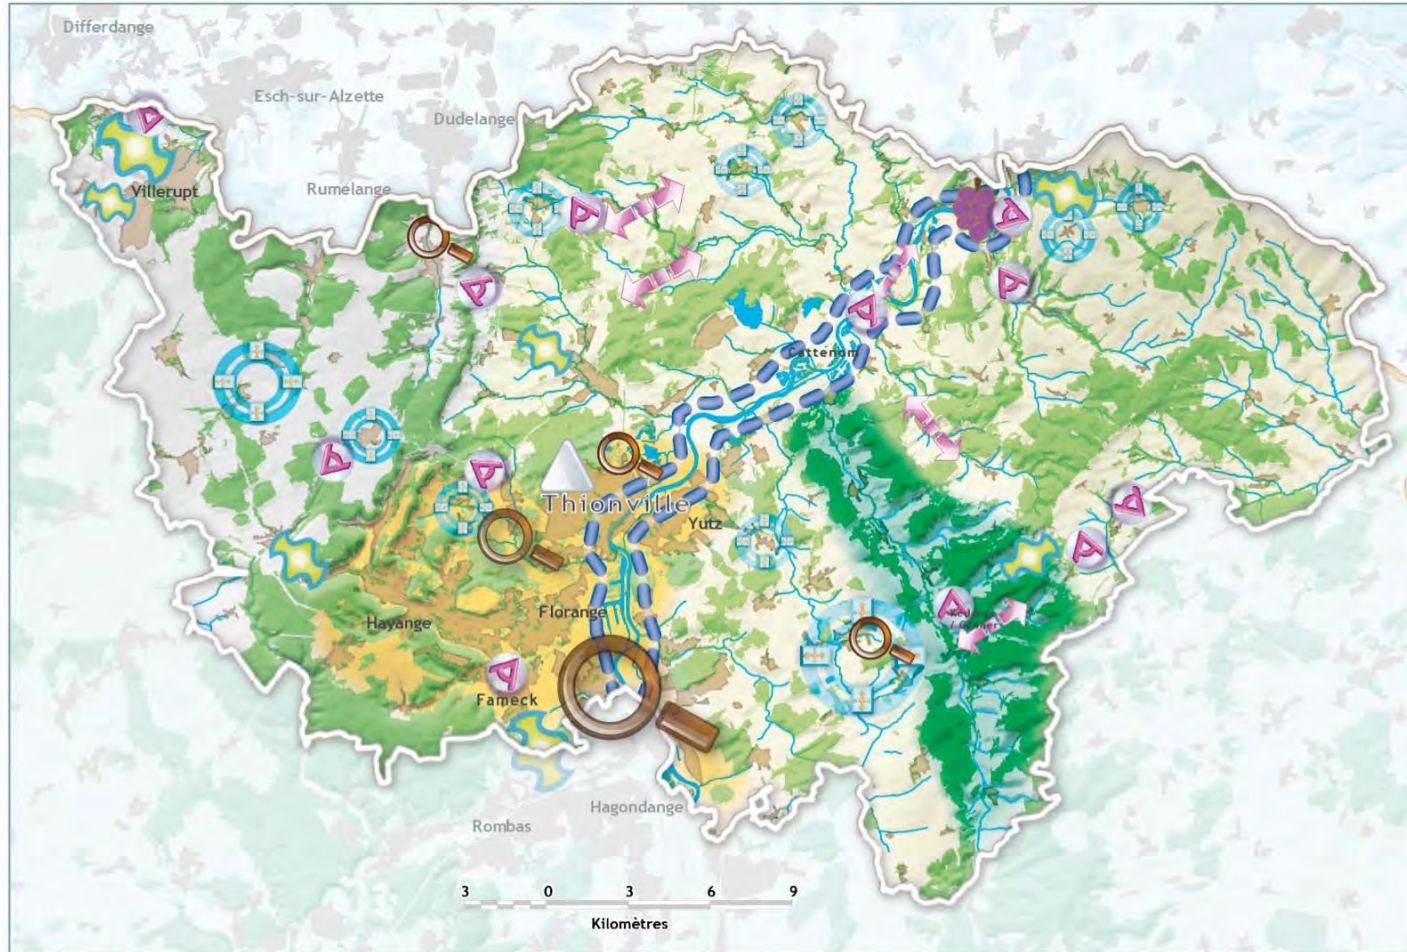 Differdange
Esch-sur-Alzette
Dudelange
Villerupt
Rumelange
Cattenom
Thionville
Yutz
Florange
Hayange
Fameck
Hagondange
Rombas
3 0 3 6 9
Kilomètres